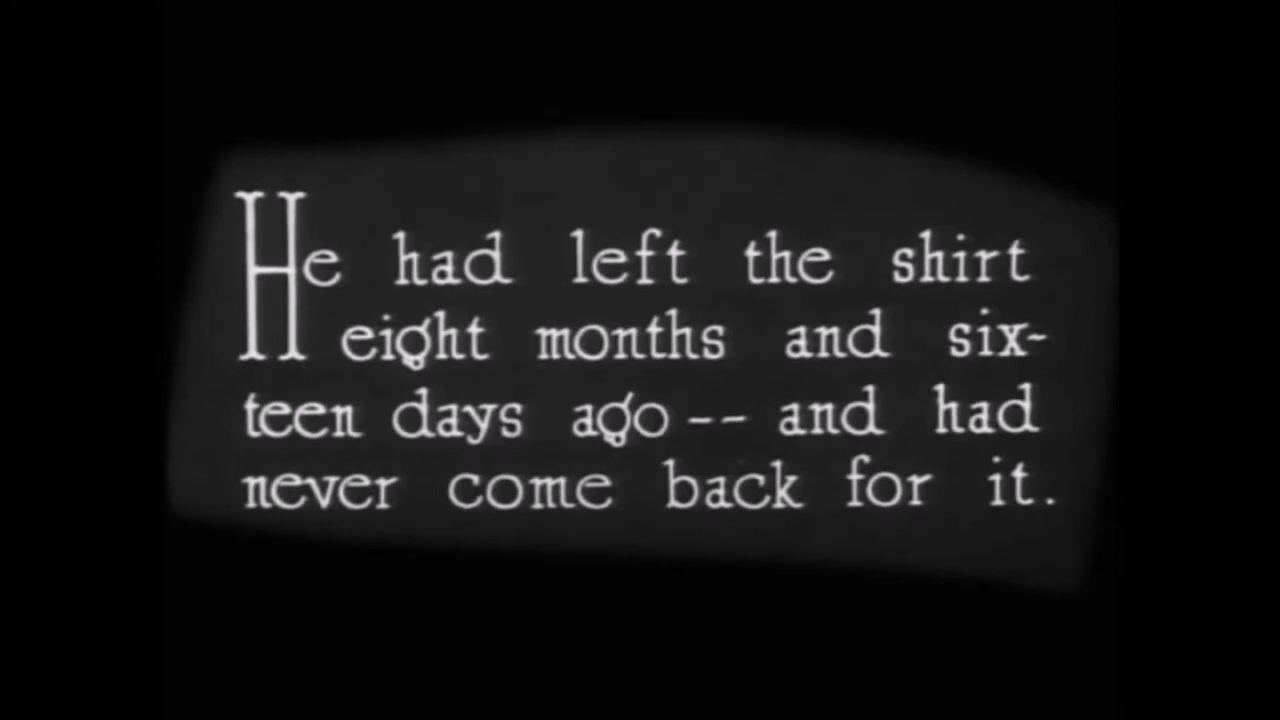 He had left the shirt
eight months and six-
teen days ago -- and had
never come back for it.